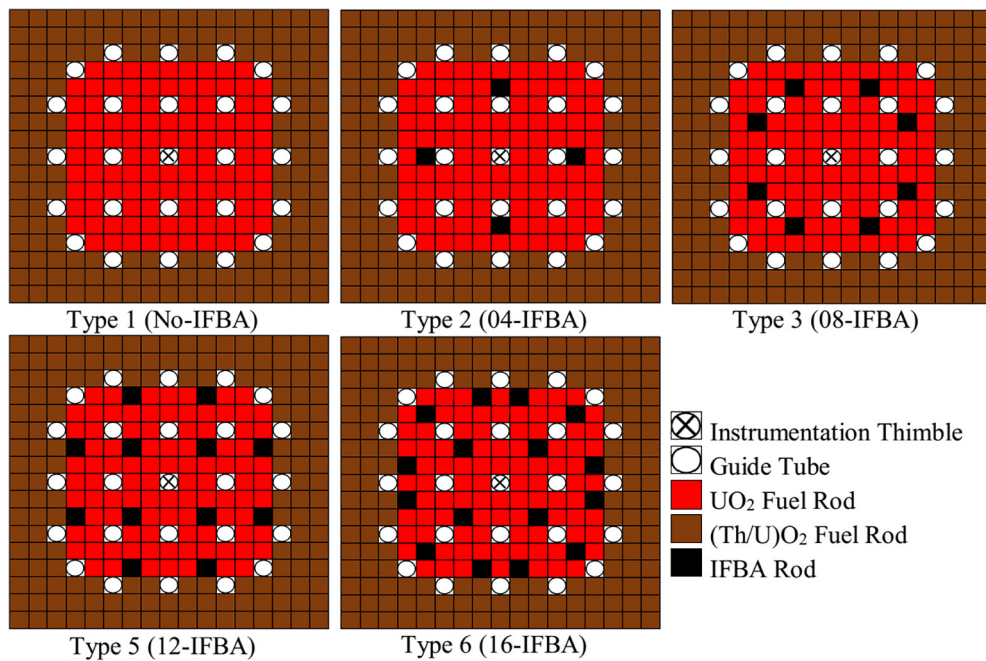 Type 1 (No-IFBA)
Type 2 (04-IFBA)
Type 3 (08-IFBA)
Type 5 (12-IFBA)
Type 6 (16-IFBA)
Instrumentation Thimble
Guide Tube
UO₂ Fuel Rod
(Th/U)O₂ Fuel Rod
IFBA Rod